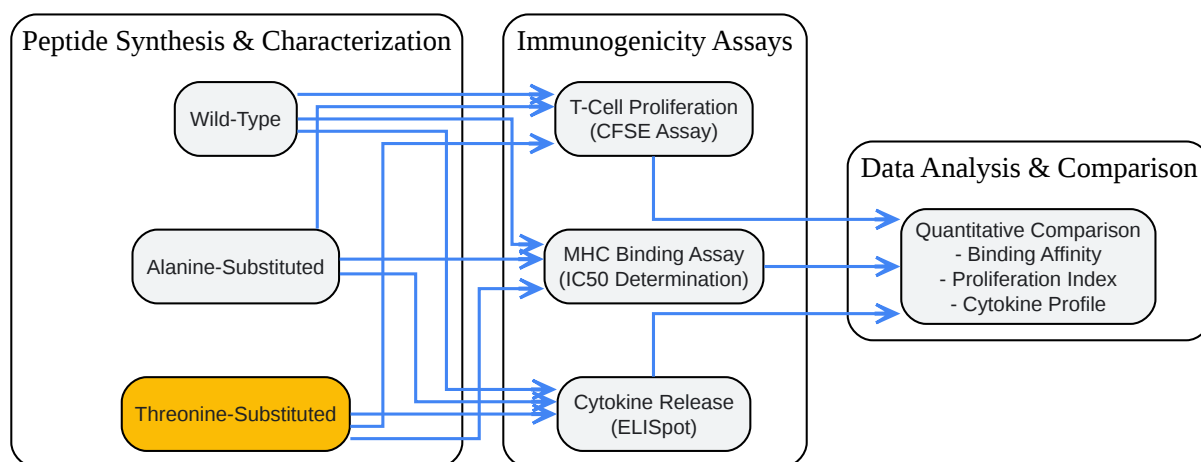 Peptide Synthesis & Characterization
Wild-Type
Alanine-Substituted
Threonine-Substituted
Immunogenicity Assays
T-Cell Proliferation
(CFSE Assay)
MHC Binding Assay
(IC50 Determination)
Cytokine Release
(ELISpot)
Data Analysis & Comparison
Quantitative Comparison
- Binding Affinity
- Proliferation Index
- Cytokine Profile